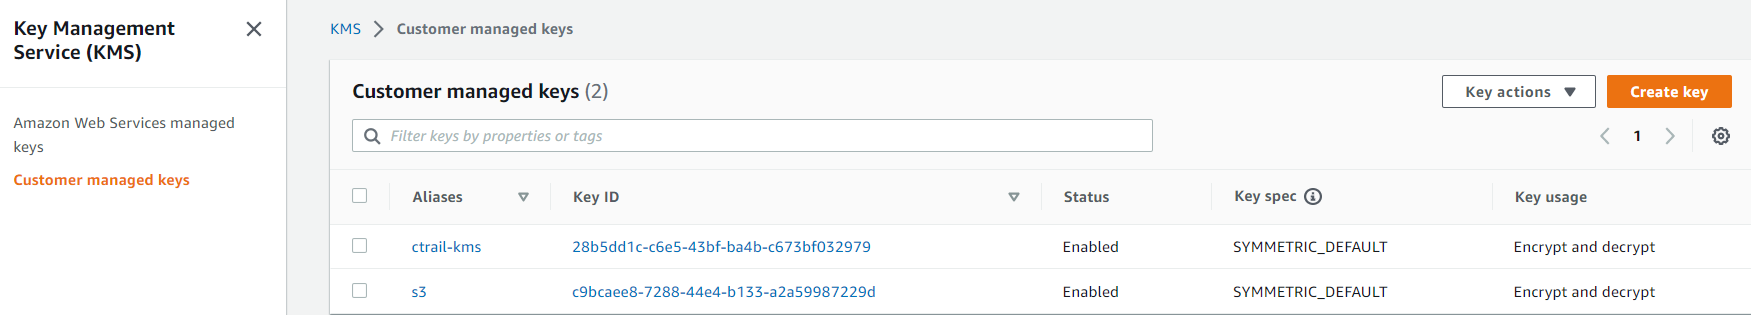 Key Management
Service (KMS)
Amazon Web Services managed
keys
Customer managed keys
KMS > Customer managed keys
Customer managed keys (2)
Key actions
Create key
Filter keys by properties or tags
1
Aliases Key ID Status Key spec Key usage
ctrail-kms 28b5dd1c-c6e5-43bf-ba4b-c673bf032979 Enabled SYMMETRIC_DEFAULT Encrypt and decrypt
s3 c9bcaee8-7288-44e4-b133-a2a59987229d Enabled SYMMETRIC_DEFAULT Encrypt and decrypt